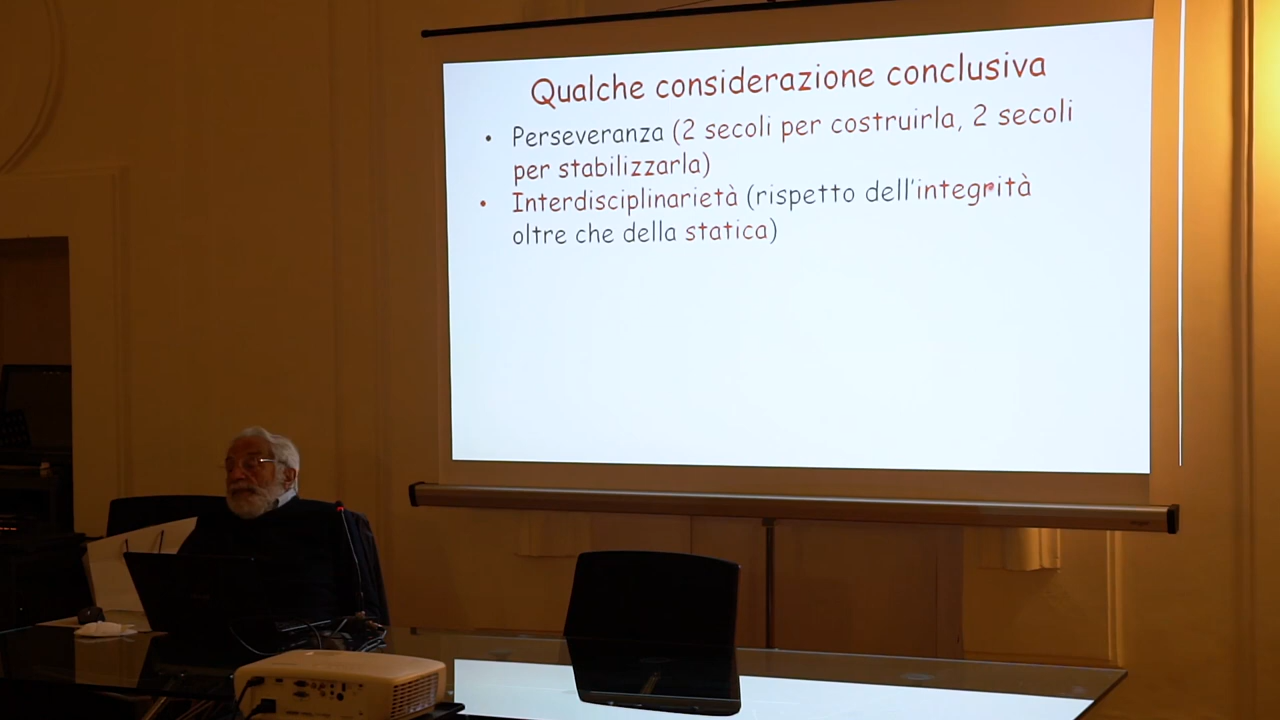 Qualche considerazione conclusiva
• Perseveranza (2 secoli per costruirla, 2 secoli
per stabilizzarla)
• Interdisciplinarietà (rispetto dell'integrità
oltre che della statica)